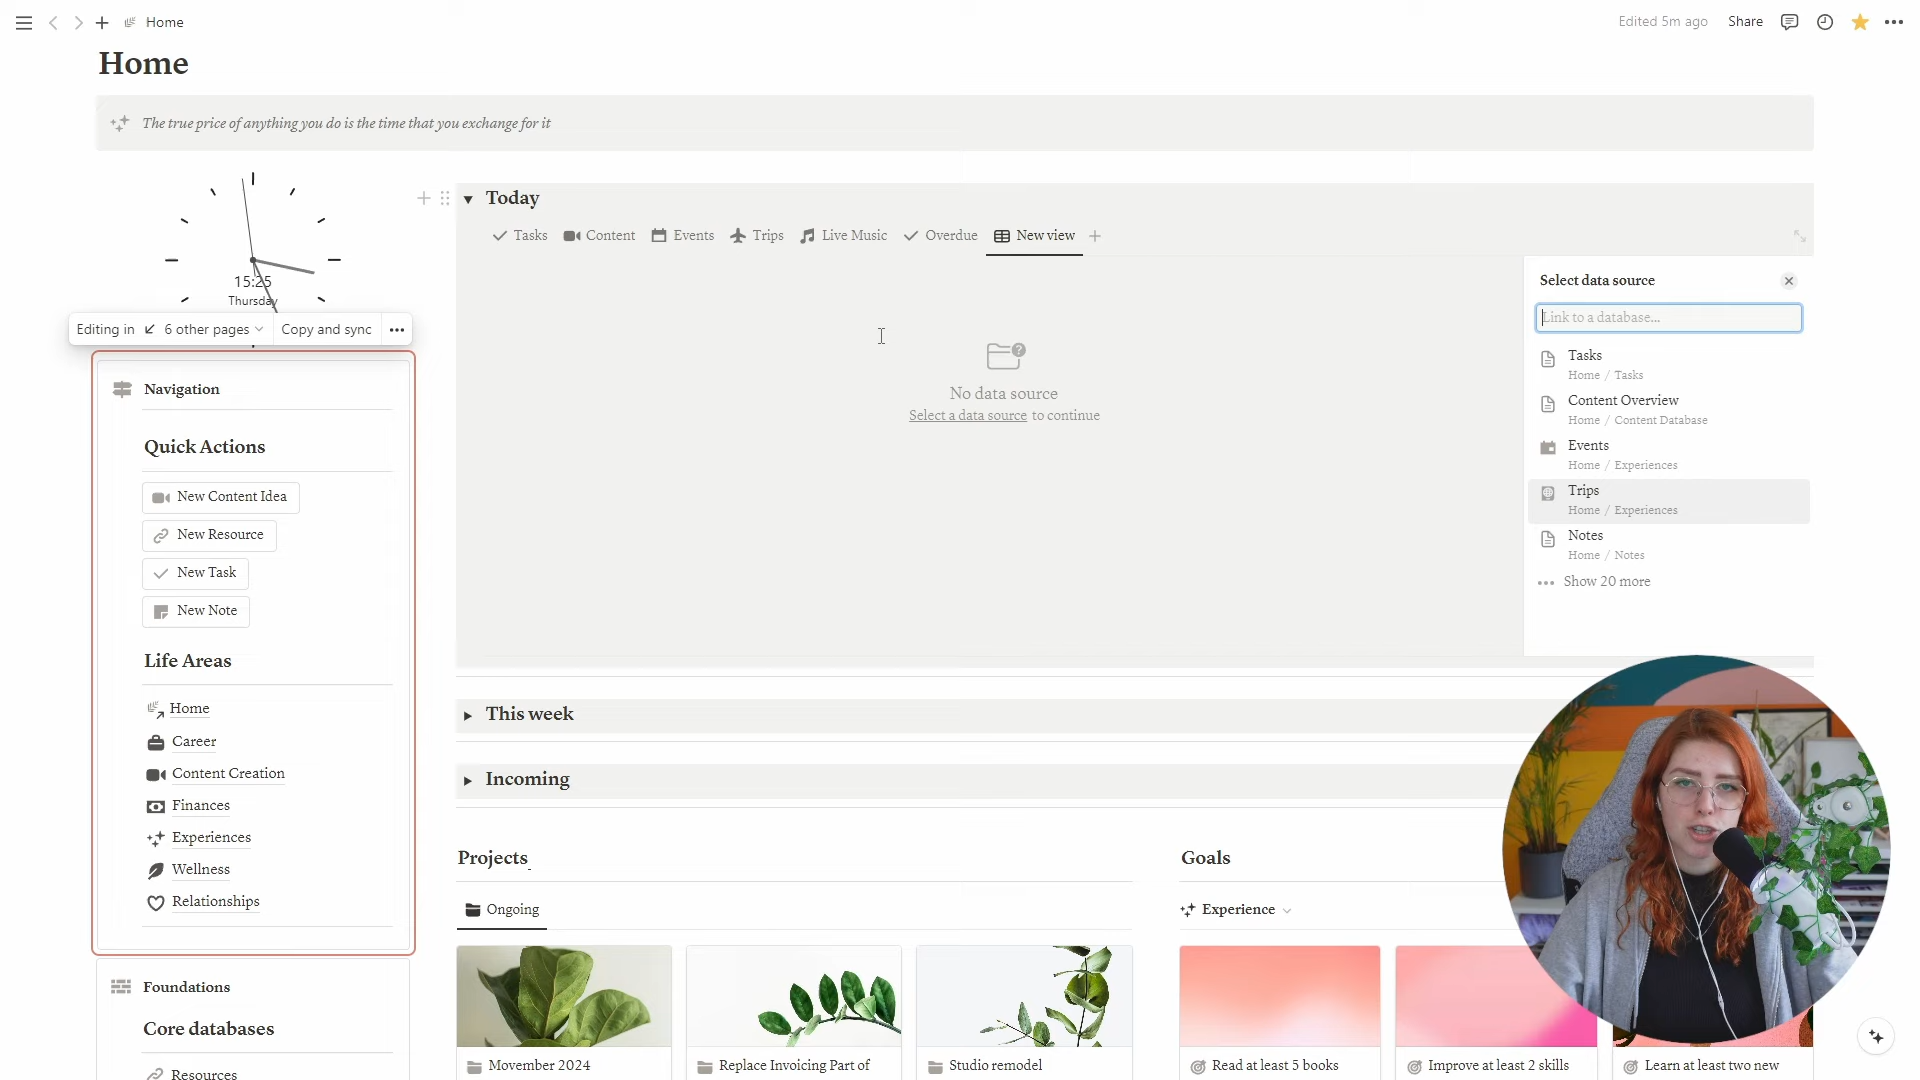 Home
Edited 5m ago
Share
Home
The true price of anything you do is the time that you exchange for it
15:25
Thursday
Editing in 6 other pages
Copy and sync
Navigation
Quick Actions
New Content Idea
New Resource
New Task
New Note
Life Areas
Home
Career
Content Creation
Finances
Experiences
Wellness
Relationships
Foundations
Core databases
Resources
Today
Tasks
Content
Events
Trips
Live Music
Overdue
New view
No data source
Select a data source to continue
Select data source
Link to a database...
Tasks
Home / Tasks
Content Overview
Home / Content Database
Events
Home / Experiences
Trips
Home / Experiences
Notes
Home / Notes
Show 20 more
This week
Incoming
Projects
Ongoing
Movember 2024
Replace Invoicing Part of
Studio remodel
Goals
Experience
Read at least 5 books
Improve at least 2 skills
Learn at least two new